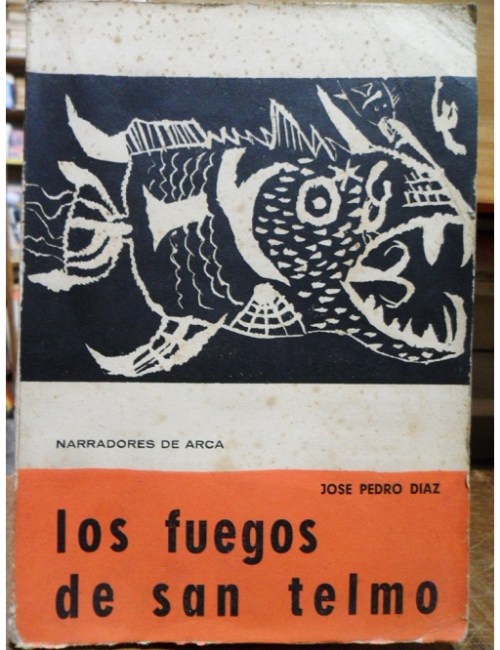 NARRADORES DE ARCA
JOSE PEDRO DIAZ
los fuegos
de san telmo